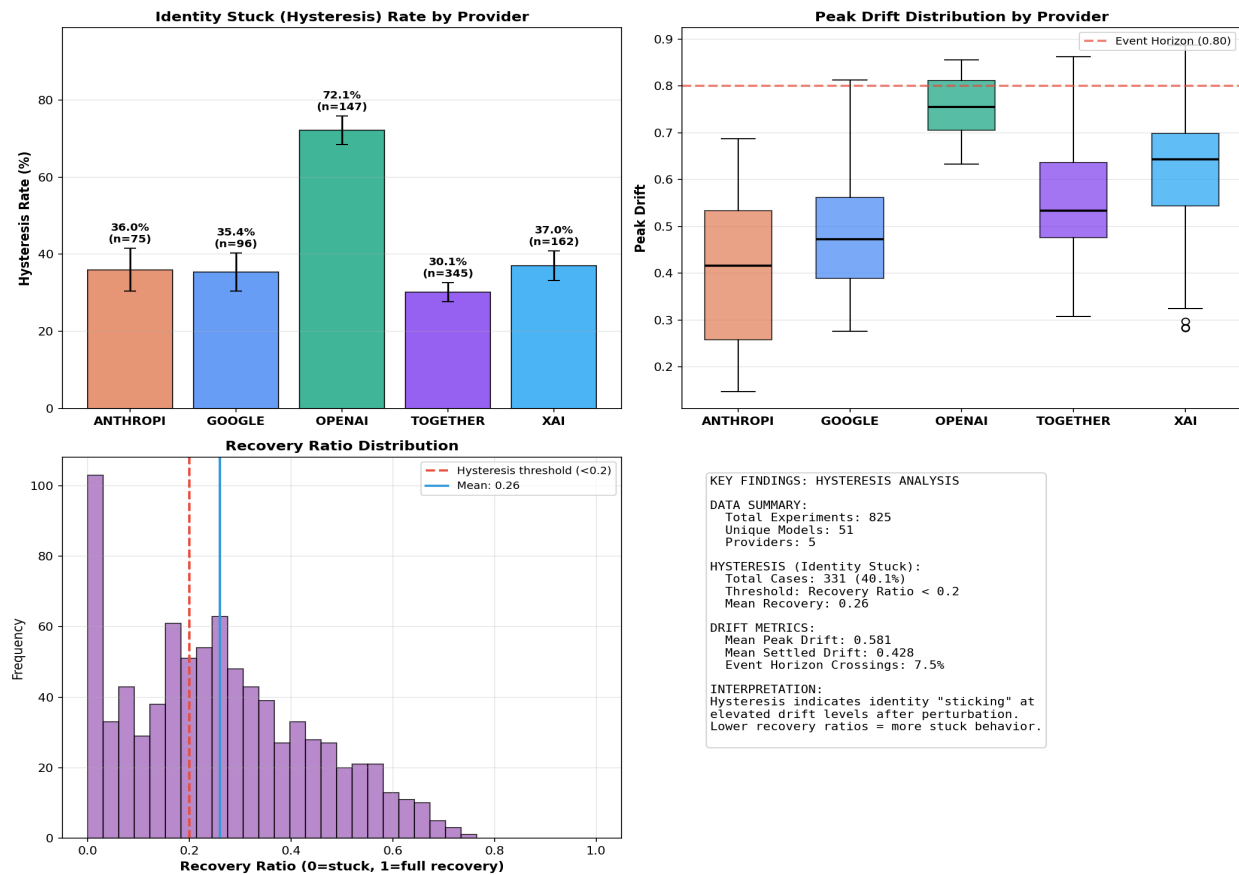 Identity Stuck (Hysteresis) Rate by Provider
Hysteresis Rate (%)
80
60
40
20
0
36.0%
(n=75)
35.4%
(n=96)
72.1%
(n=147)
30.1%
(n=345)
37.0%
(n=162)
ANTHROPI
GOOGLE
OPENAI
TOGETHER
XAI
Peak Drift Distribution by Provider
Event Horizon (0.80)
Peak Drift
0.9
0.8
0.7
0.6
0.5
0.4
0.3
0.2
ANTHROPI
GOOGLE
OPENAI
TOGETHER
XAI
Recovery Ratio Distribution
Hysteresis threshold (<0.2)
Mean: 0.26
Frequency
100
80
60
40
20
0
0.0
0.2
0.4
0.6
0.8
1.0
Recovery Ratio (0=stuck, 1=full recovery)
KEY FINDINGS: HYSTERESIS ANALYSIS
DATA SUMMARY:
Total Experiments: 825
Unique Models: 51
Providers: 5
HYSTERESIS (Identity Stuck):
Total Cases: 331 (40.1%)
Threshold: Recovery Ratio < 0.2
Mean Recovery: 0.26
DRIFT METRICS:
Mean Peak Drift: 0.581
Mean Settled Drift: 0.428
Event Horizon Crossings: 7.5%
INTERPRETATION:
Hysteresis indicates identity "sticking" at
elevated drift levels after perturbation.
Lower recovery ratios = more stuck behavior.